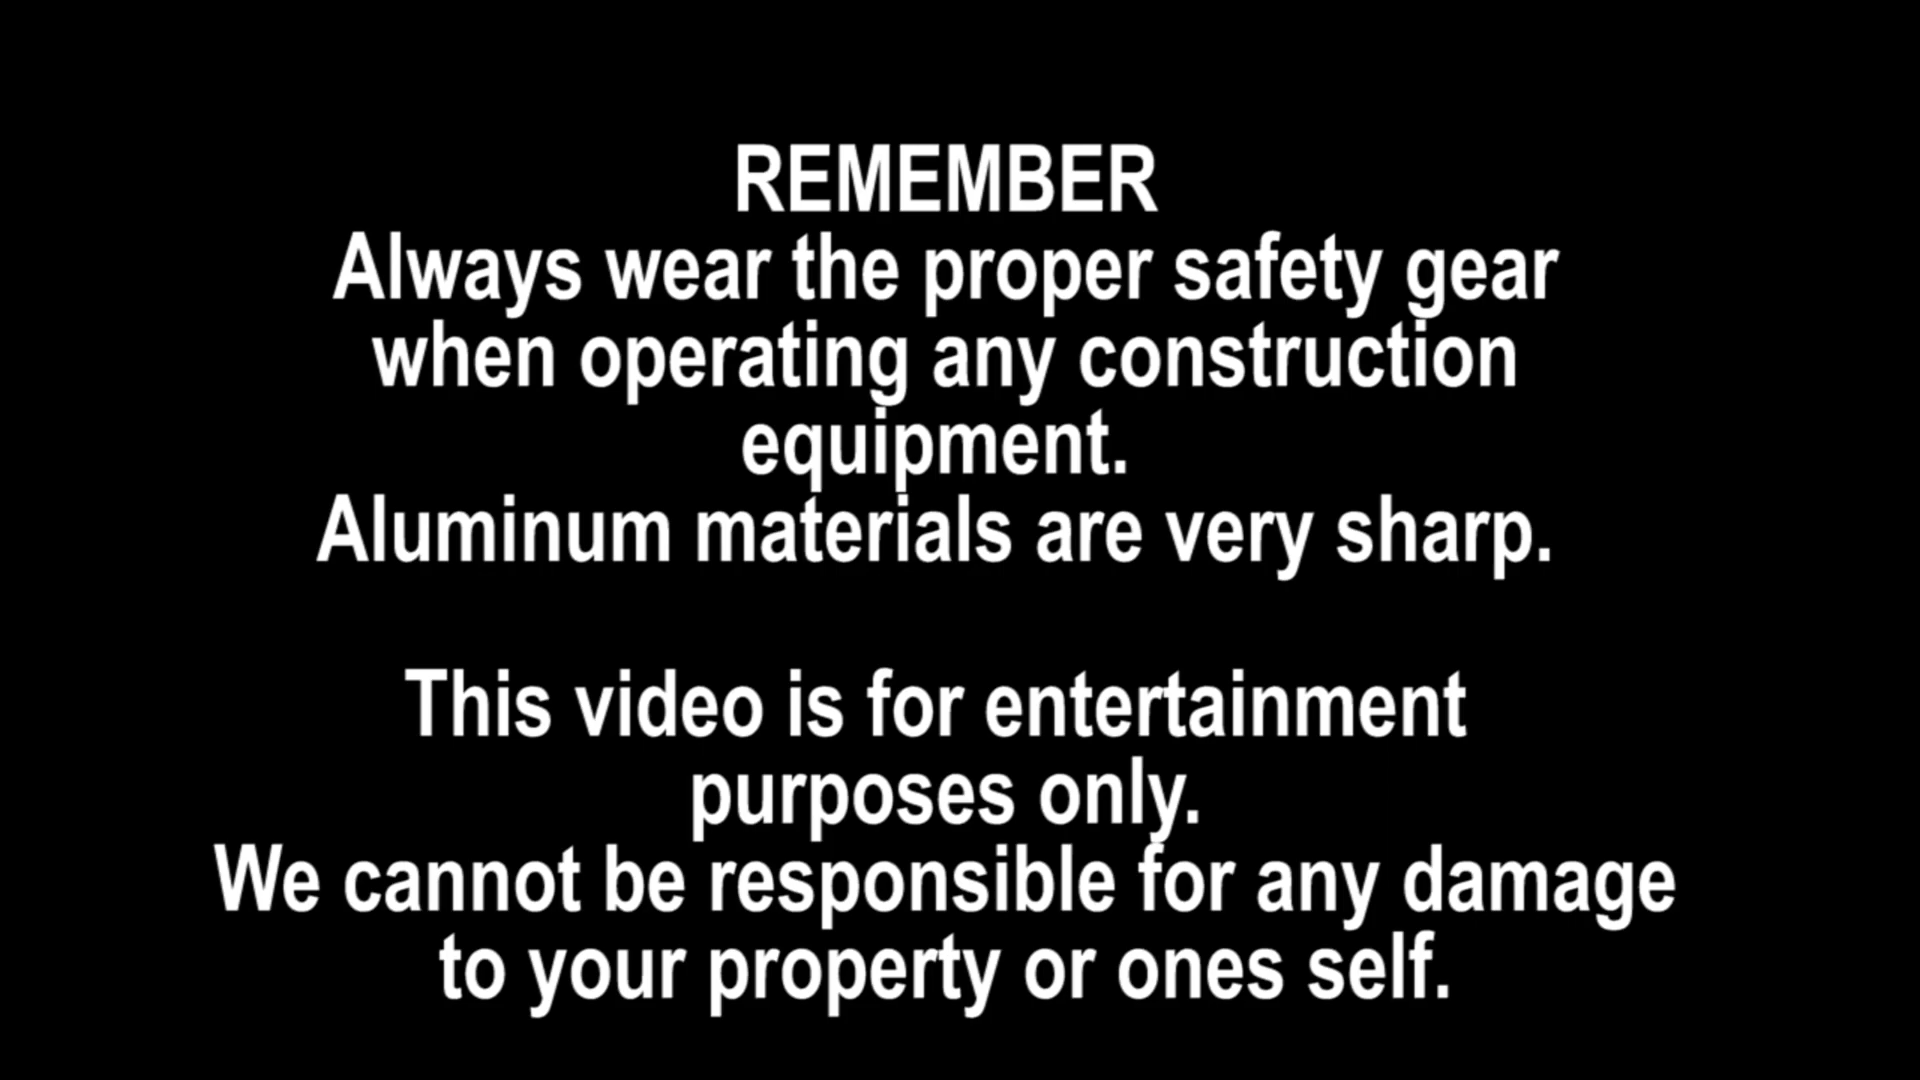 REMEMBER
Always wear the proper safety gear
when operating any construction
equipment.
Aluminum materials are very sharp.
This video is for entertainment
purposes only.
We cannot be responsible for any damage
to your property or ones self.